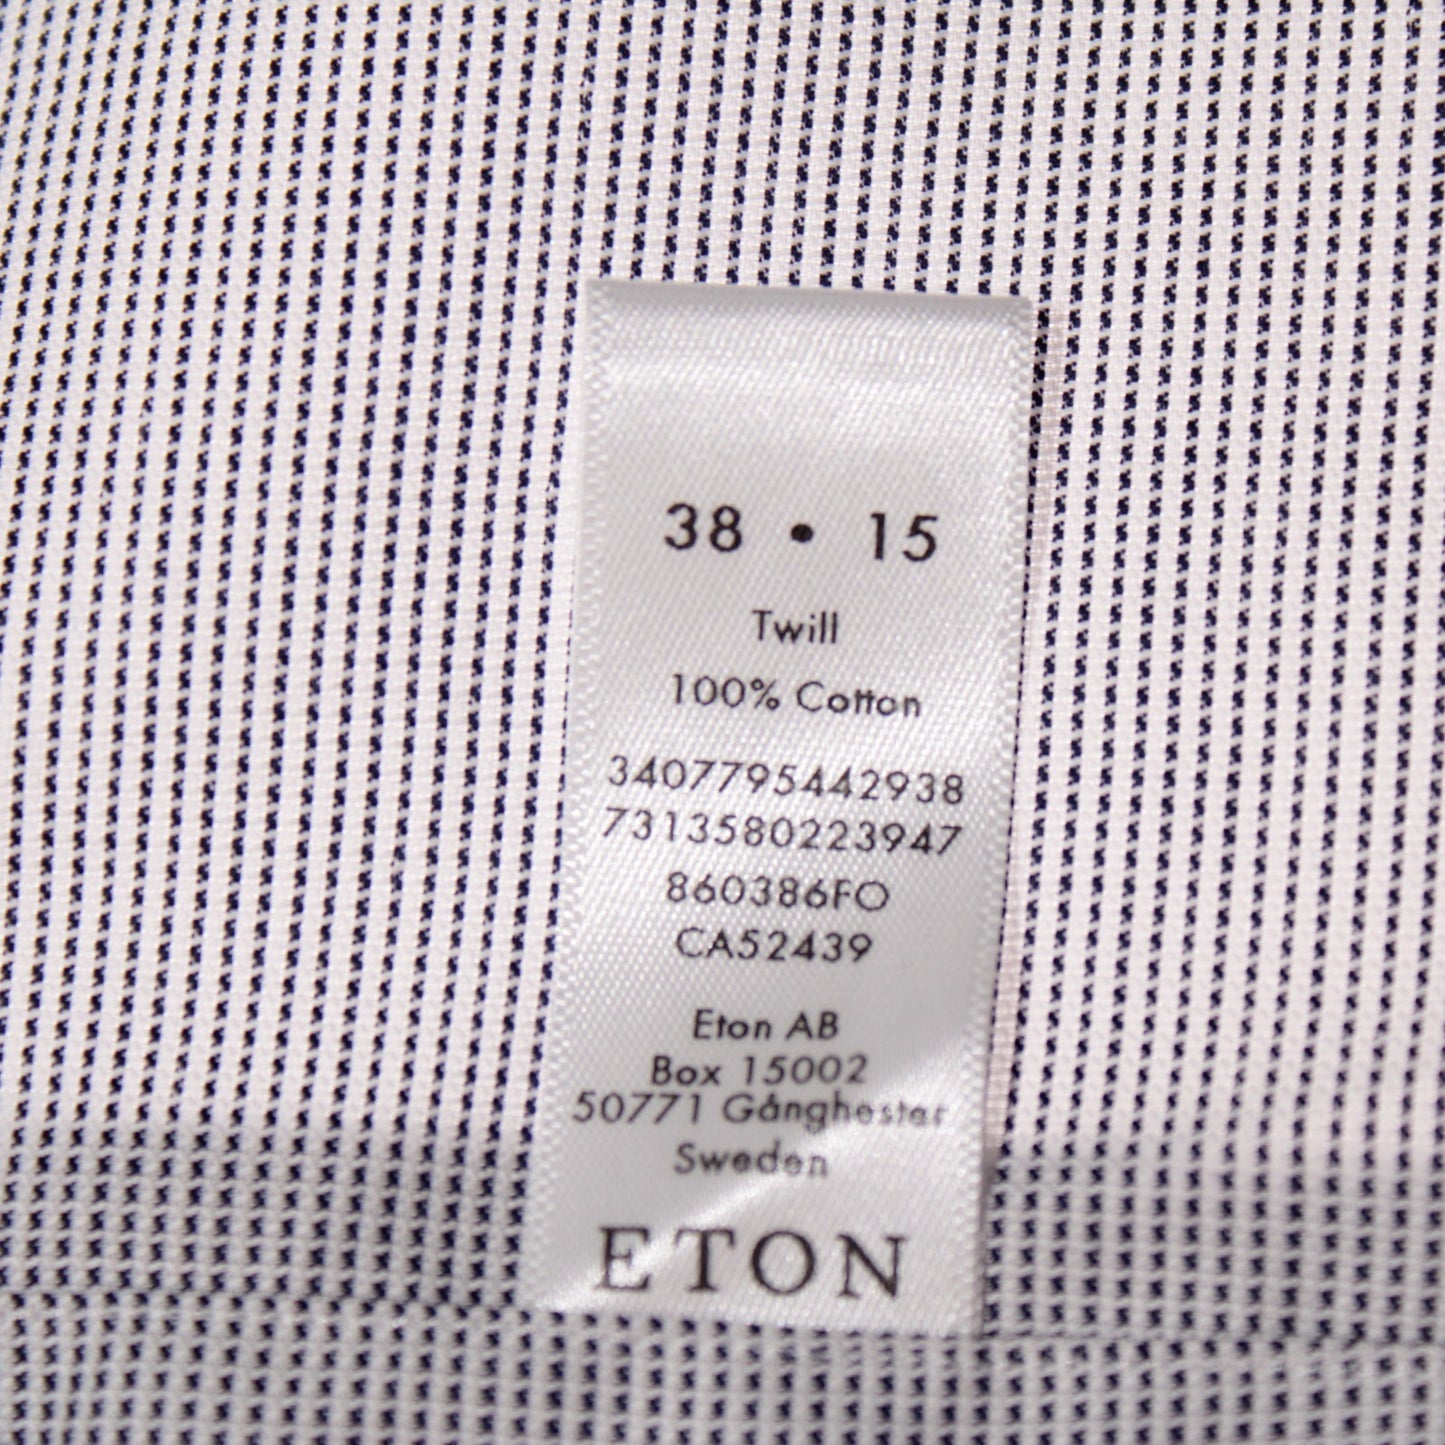 38 • 15
Twill
100% Cotton
3407795442938
7313580223947
860386FO
CA52439
Eton AB
Box 15002
50771 Gånghester
Sweden
ETON